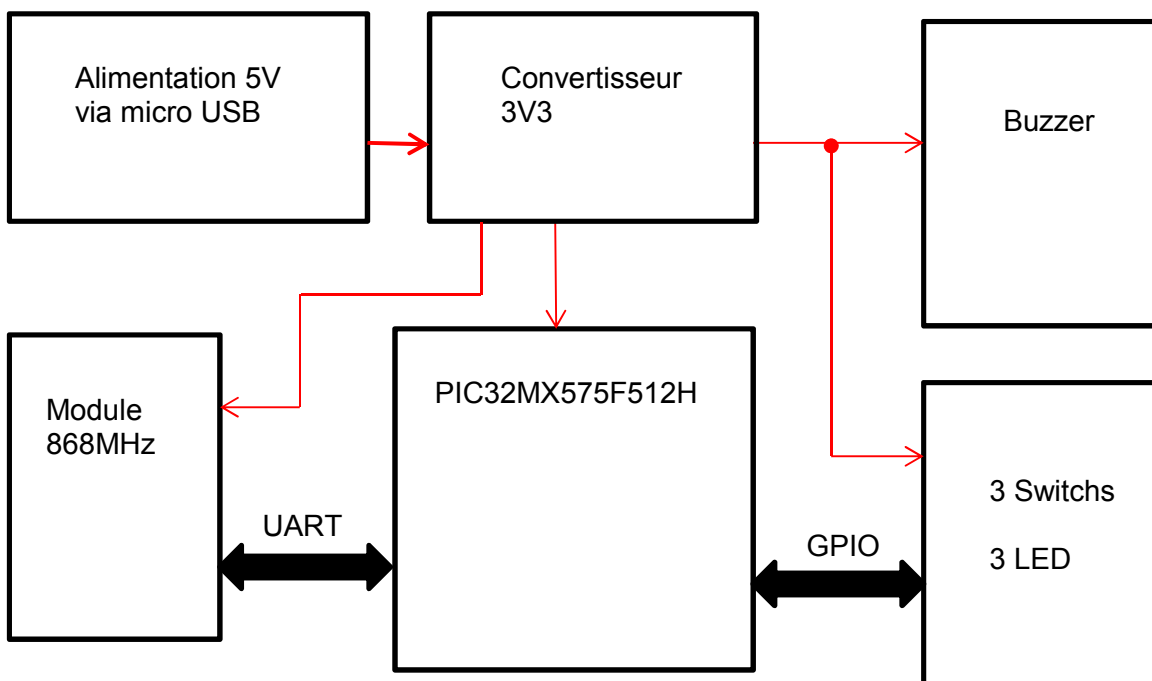 Alimentation 5V
via micro USB
Convertisseur
3V3
Buzzer
Module
868MHz
UART
PIC32MX575F512H
GPIO
3 Switchs
3 LED